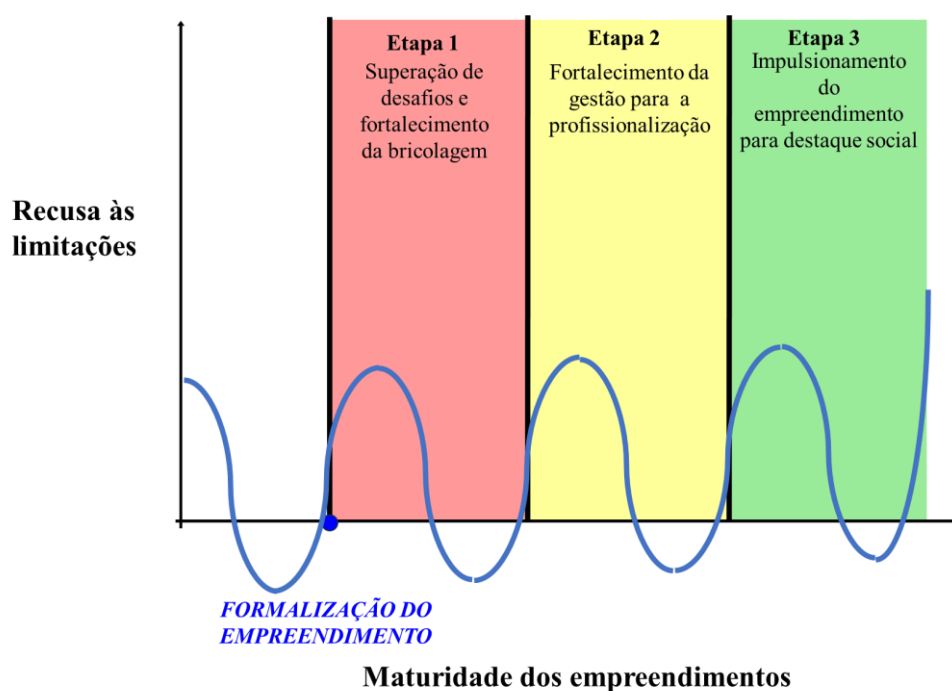 Etapa 1
Superação de
desafios e
fortalecimento
da bricolagem
Etapa 2
Fortalecimento da
gestão para a
profissionalização
Etapa 3
Impulsionamento
do
empreendimento
para destaque social
Recusa às
limitações
FORMALIZAÇÃO DO
EMPREENDIMENTO
Maturidade dos empreendimentos